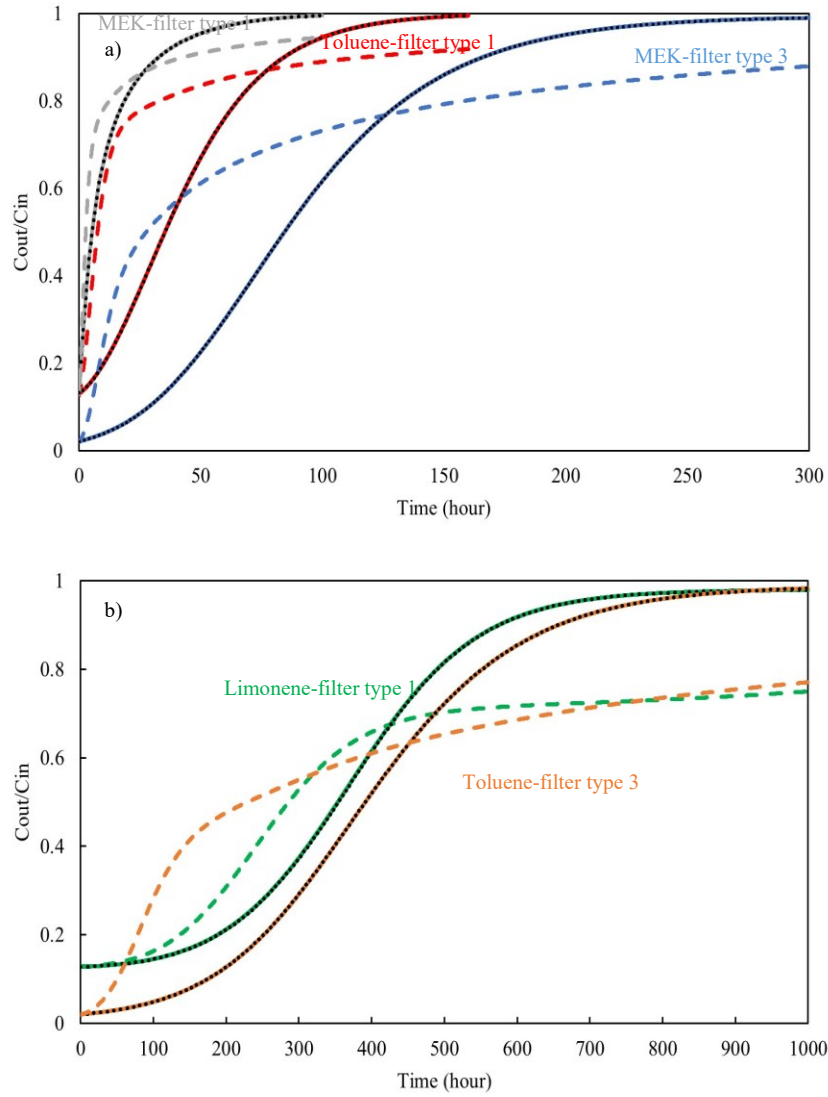 1
MEK-filter type 1
a)
Toluene-filter type 1
MEK-filter type 3
0.8
0.6
0.4
0.2
0
Cout/Cin
0 50 100 150 200 250 300
Time (hour)
1
b)
0.8
Limonene-filter type 1
0.6
Toluene-filter type 3
0.4
0.2
0
Cout/Cin
0 100 200 300 400 500 600 700 800 900 1000
Time (hour)